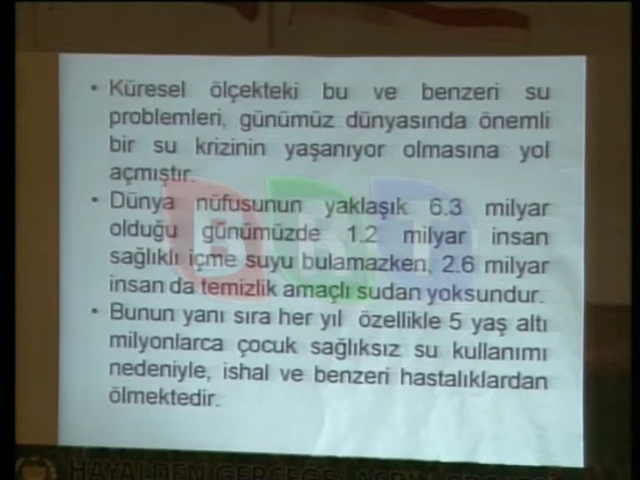 • Küresel ölçekteki bu ve benzeri su
problemleri, günümüz dünyasında önemli
bir su krizinin yaşanıyor olmasına yol
açmıştır.
• Dünya nüfusunun yaklaşık 6.3 milyar
olduğu günümüzde 1.2 milyar insan
sağlıklı içme suyu bulamazken, 2.6 milyar
insan da temizlik amaçlı sudan yoksundur.
• Bunun yanı sıra her yıl özellikle 5 yaş altı
milyonlarca çocuk sağlıksız su kullanımı
nedeniyle, ishal ve benzeri hastalıklardan
ölmektedir.
BRT
HAYALDEN GERÇEĞE